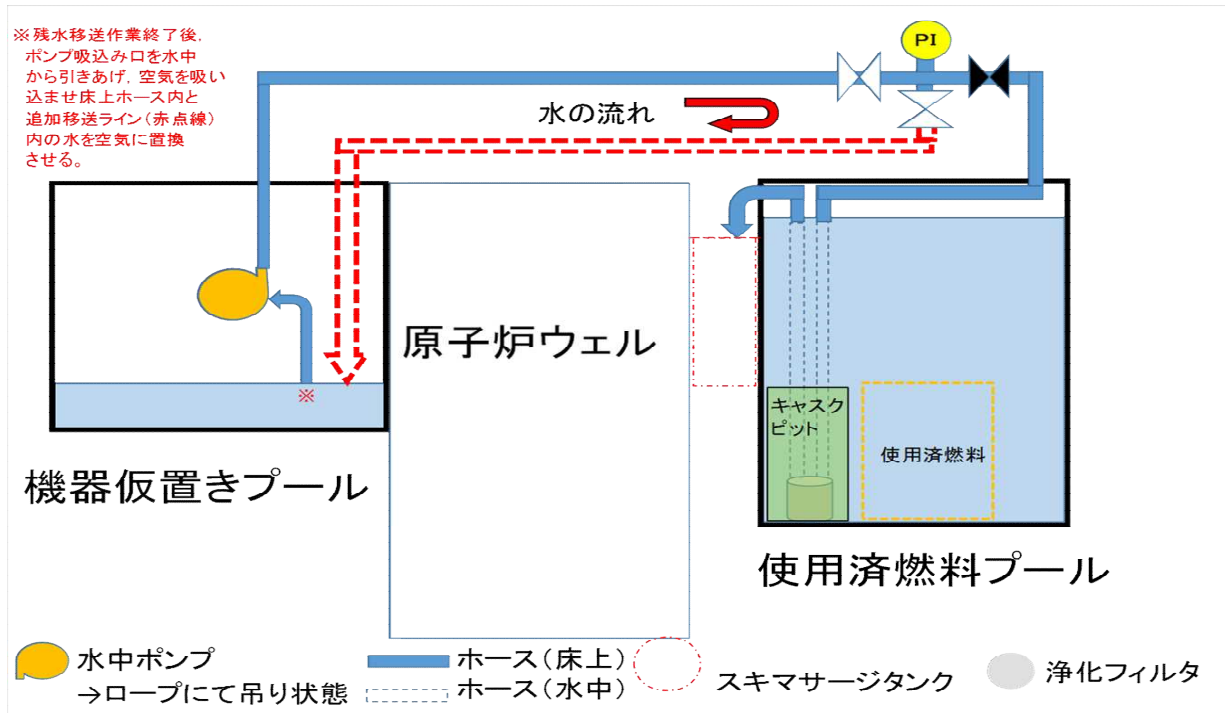 ※残水移送作業終了後,
ポンプ吸込み口を水中
から引きあげ, 空気を吸い
込ませ床上ホース内と
追加移送ライン(赤点線)
内の水を空気に置換
させる。
PI
水の流れ
原子炉ウェル
※
キャスク
ピット
使用済燃料
機器仮置きプール
使用済燃料プール
水中ポンプ
→ロープにて吊り状態
ホース(床上)
ホース(水中)
スキマサージタンク
浄化フィルタ